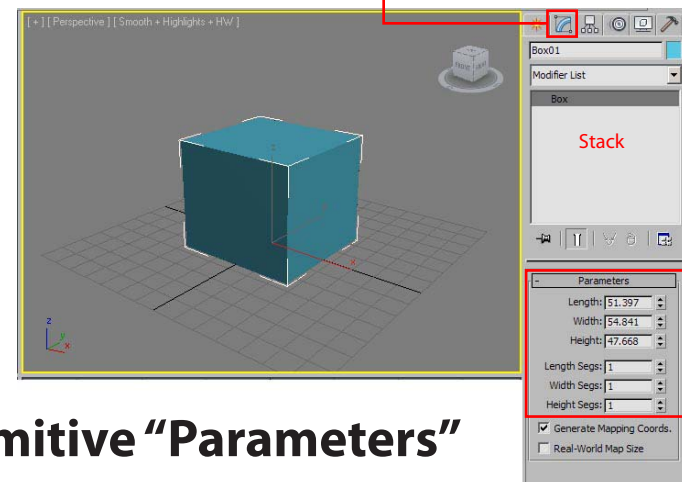 [ + ] [ Perspective ] [ Smooth + Highlights + HW ]
Box01
Modifier List
Box
Stack
x
z
y
x
- Parameters
Length: 51.397
Width: 54.841
Height: 47.668
Length Segs: 1
Width Segs: 1
Height Segs: 1
Generate Mapping Coords.
Real-World Map Size
mitive “Parameters”